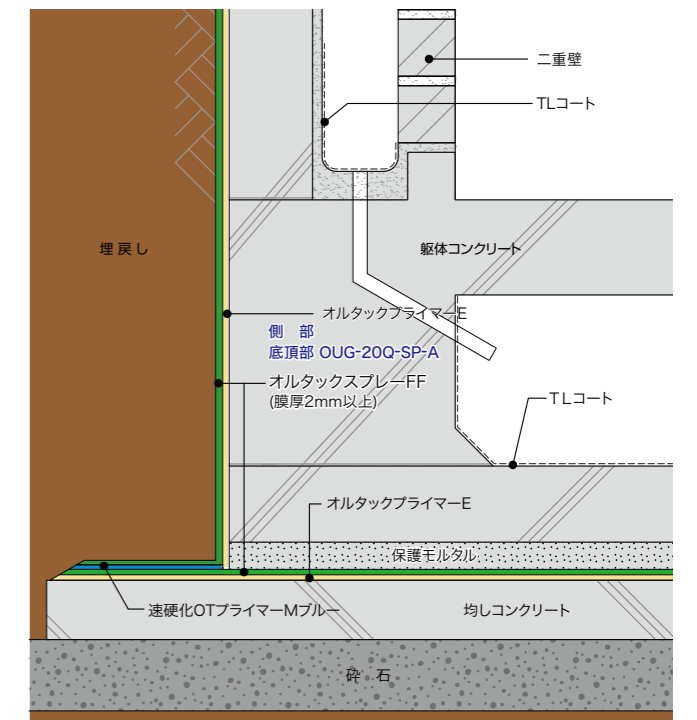 二重壁
TLコート
埋戻し
躯体コンクリート
オルタックプライマーE
側 部
底頂部 OUG-20Q-SP-A
オルタックスプレーFF
(膜厚2mm以上)
TLコート
オルタックプライマーE
保護モルタル
速硬化OTプライマーMブルー
均しコンクリート
砕 石